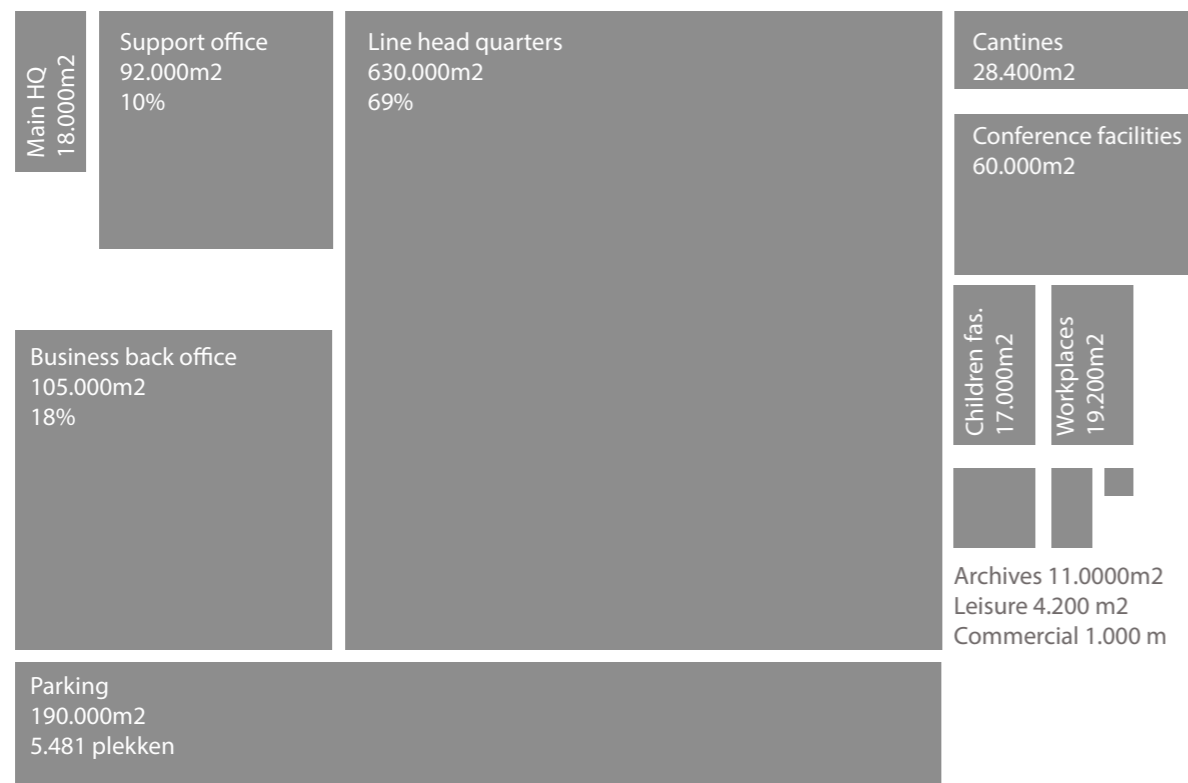 Main HQ
18.000m2
Support office
92.000m2
10%
Line head quarters
630.000m2
69%
Cantines
28.400m2
Conference facilities
60.000m2
Business back office
105.000m2
18%
Children fas.
17.000m2
Workplaces
19.200m2
Archives 11.0000m2
Leisure 4.200 m2
Commercial 1.000 m
Parking
190.000m2
5.481 plekken